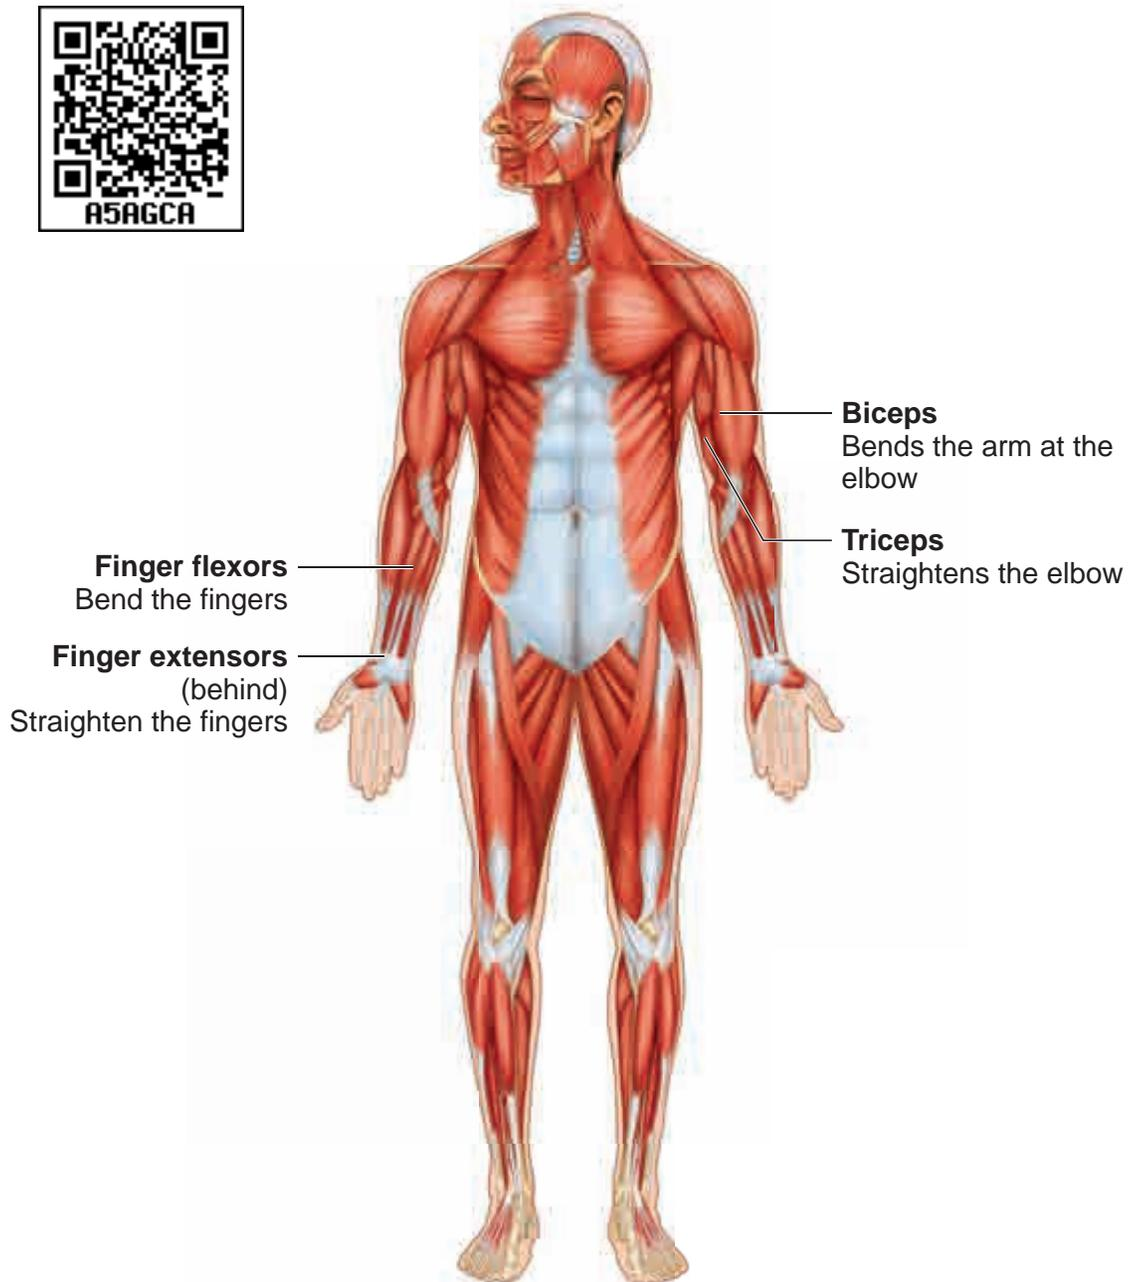 A5AGCA
Biceps
Bends the arm at the
elbow
Triceps
Straightens the elbow
Finger flexors
Bend the fingers
Finger extensors
(behind)
Straighten the fingers